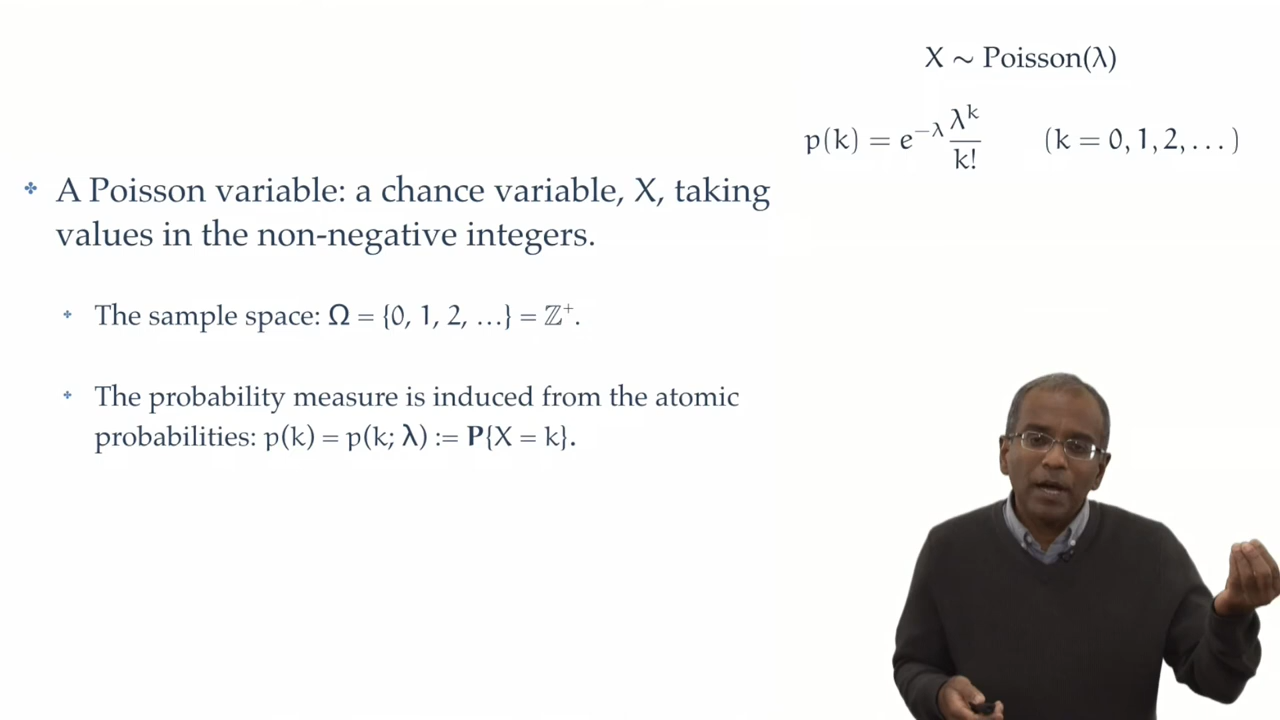 X ~ Poisson(λ)
p(k) = e^{-λ} \frac{λ^k}{k!} (k = 0, 1, 2, ...)
A Poisson variable: a chance variable, X, taking
values in the non-negative integers.
The sample space: Ω = {0, 1, 2, …} = ℤ⁺.
The probability measure is induced from the atomic
probabilities: p(k) = p(k; λ) := P{X = k}.